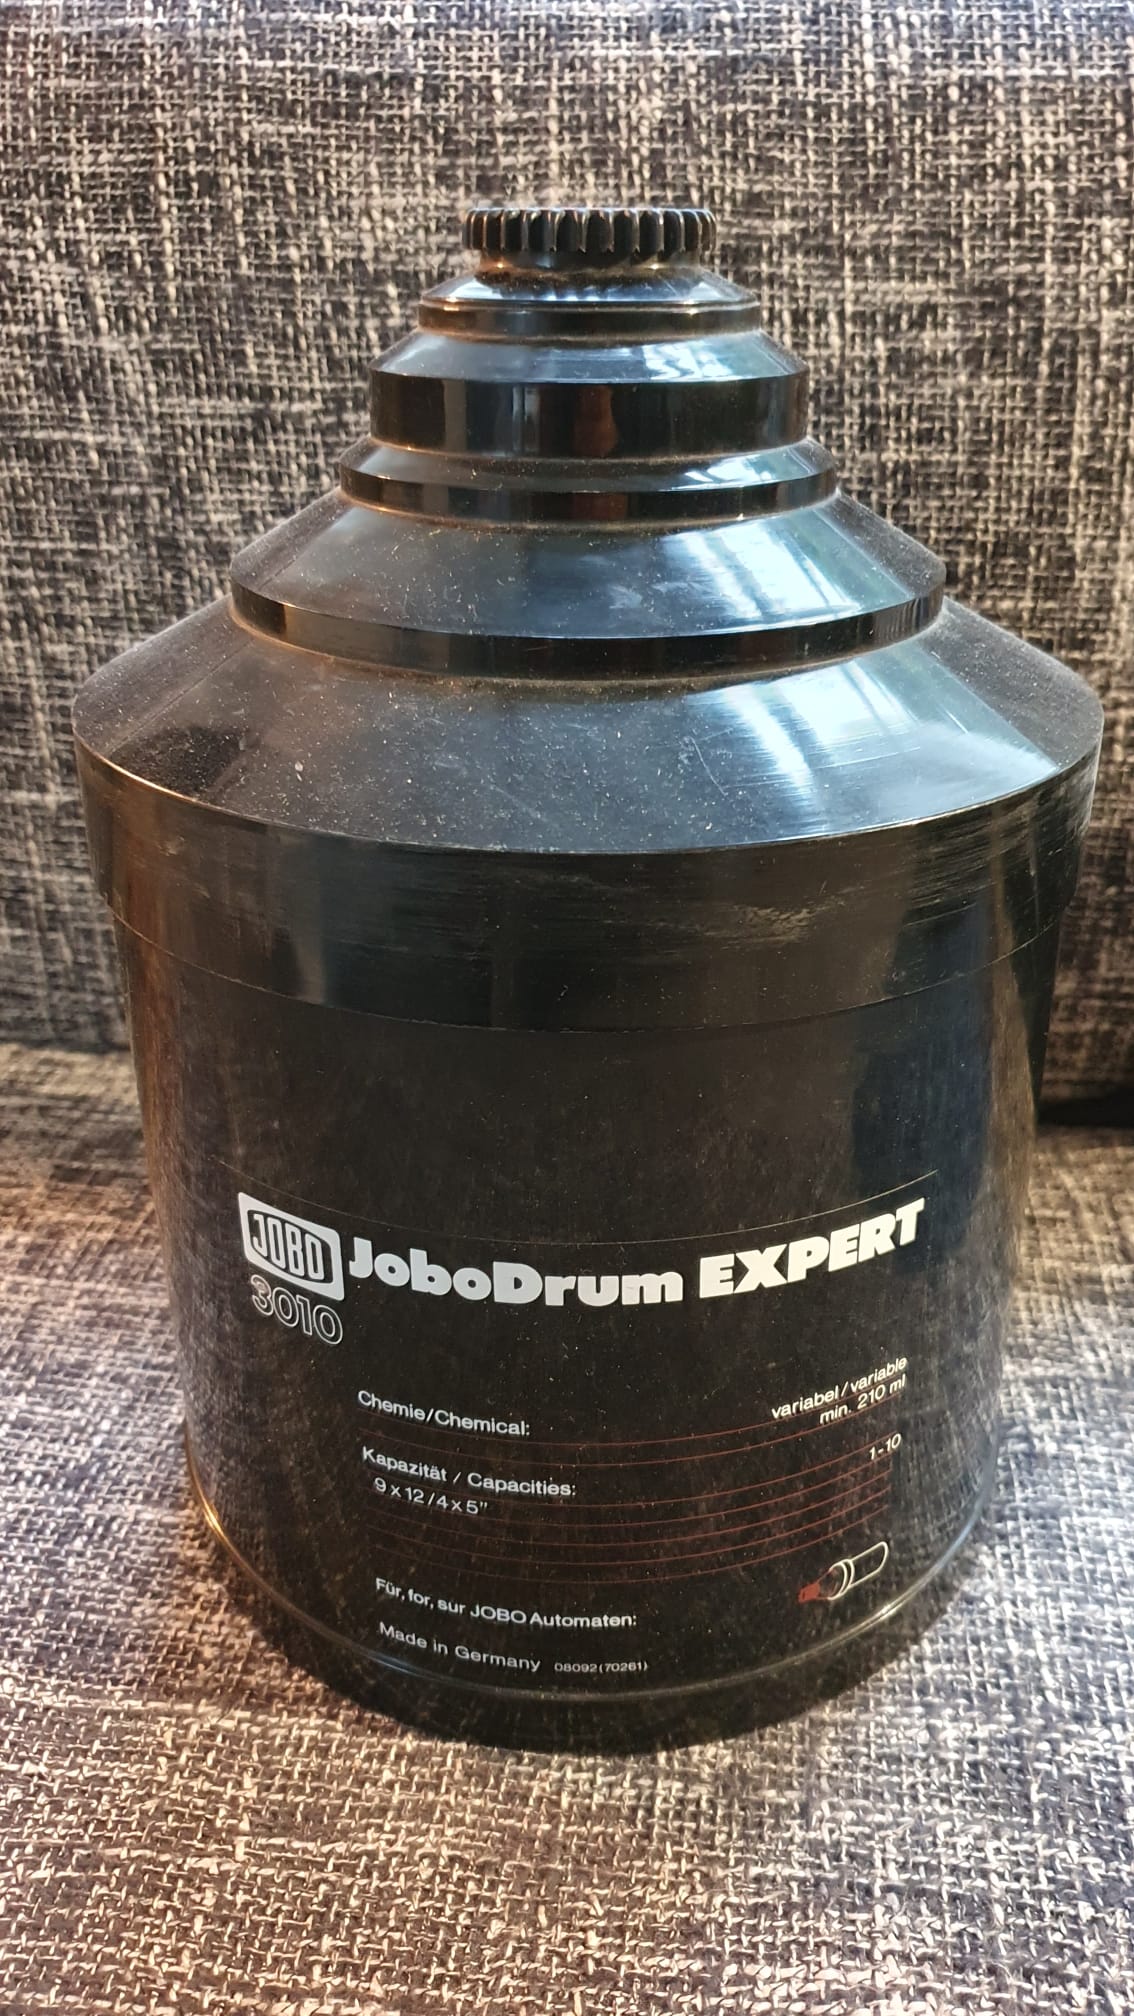 JOBO JoboDrum EXPERT
3010
Chemie/Chemical: variabel/variable
min. 210 ml
Kapazität / Capacities: 1-10
9 x 12 / 4 x 5"
Für, for, sur JOBO Automaten:
Made in Germany 08092(70261)